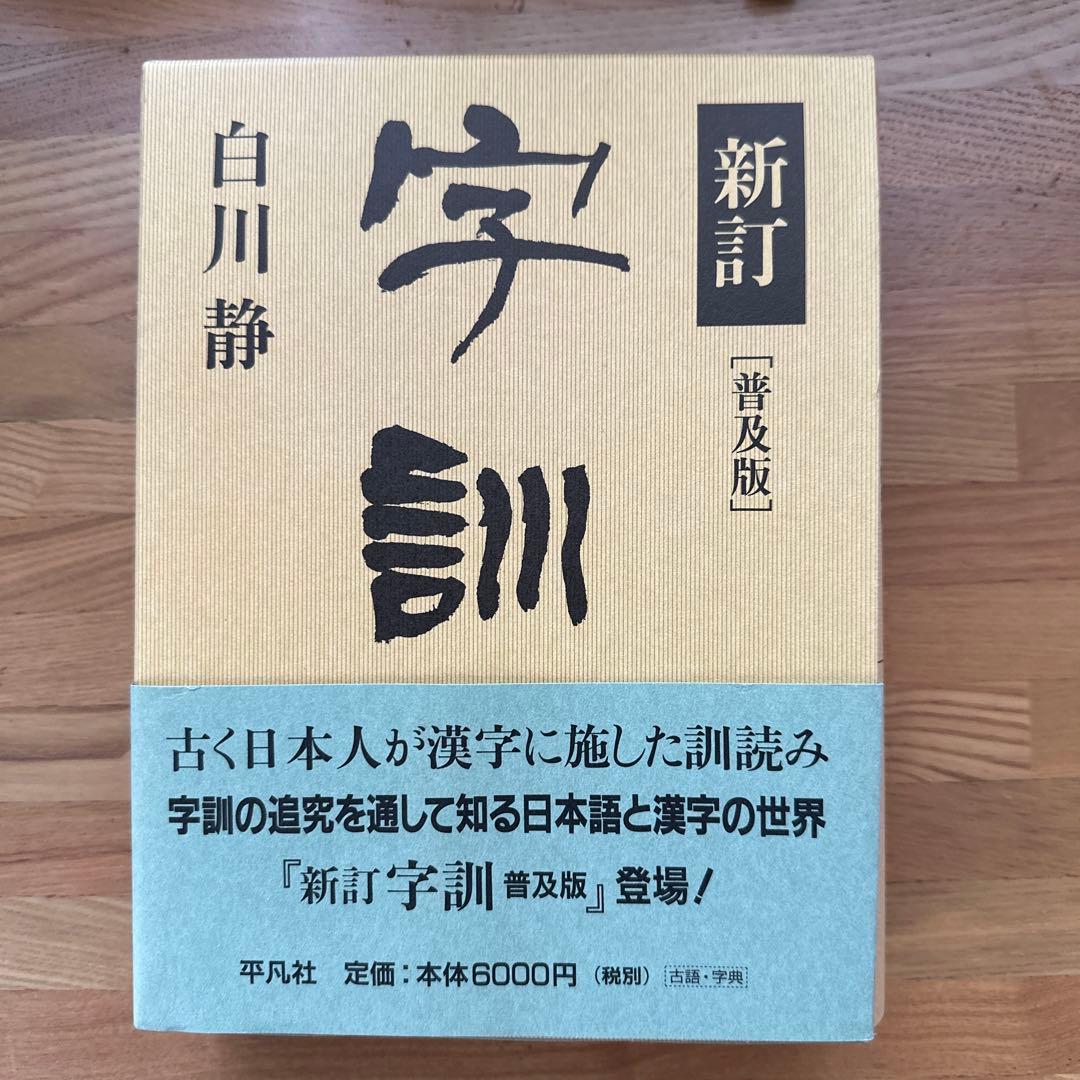 新訂
[普及版]
字訓
白川静
古く日本人が漢字に施した訓読み
字訓の追究を通して知る日本語と漢字の世界
『新訂 字訓 普及版』登場!
平凡社 定価:本体6000円(税別) 古語・字典